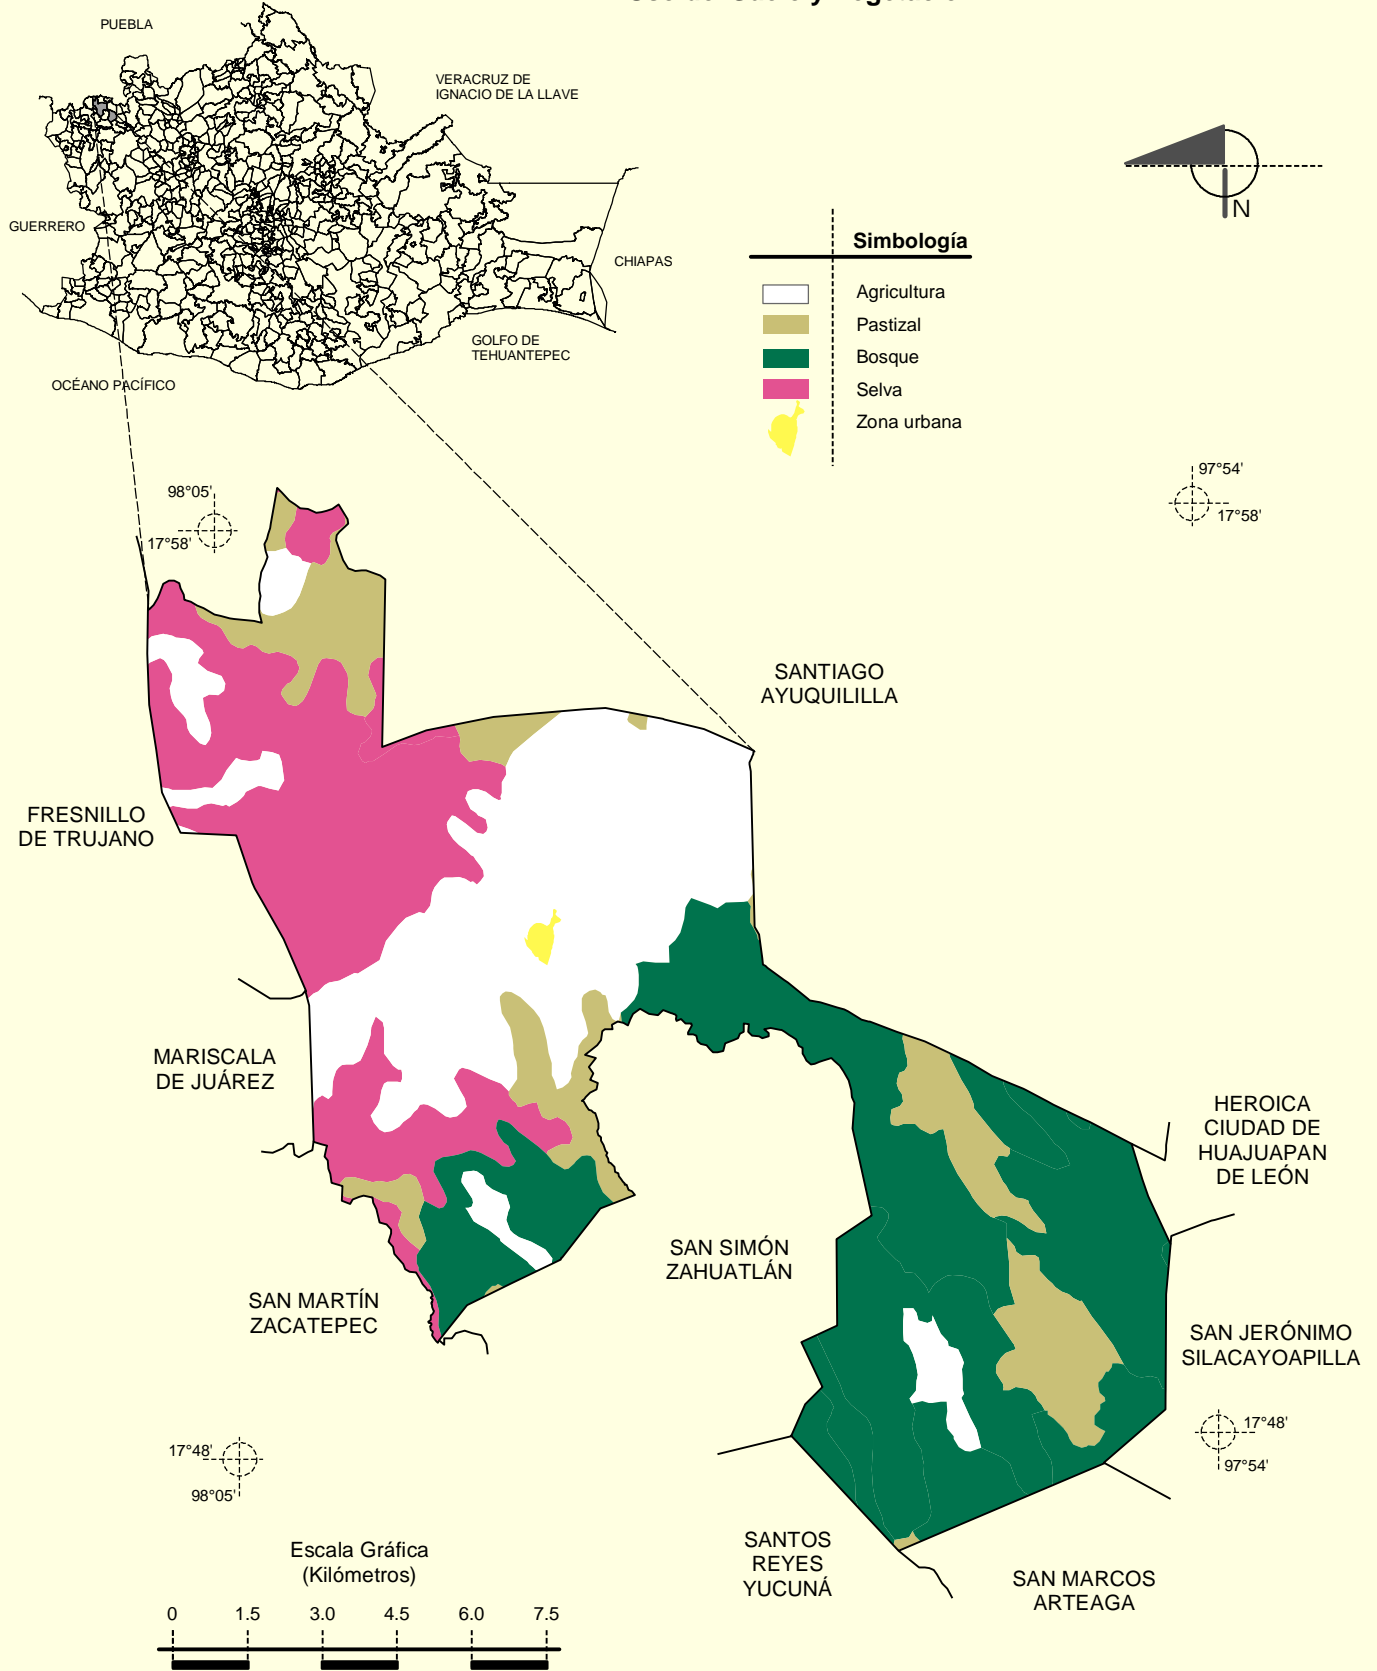 PUEBLA
VERACRUZ DE
IGNACIO DE LA LLAVE
GUERRERO
CHIAPAS
GOLFO DE
TEHUANTEPEC
OCÉANO PACÍFICO
N
Simbología
Agricultura
Pastizal
Bosque
Selva
Zona urbana
98°05'
17°58'
97°54'
17°58'
SANTIAGO
AYUQUILILLA
FRESNILLO
DE TRUJANO
MARISCALA
DE JUÁREZ
HEROICA
CIUDAD DE
HUAJUAPAN
DE LEÓN
SAN SIMÓN
ZAHUATLÁN
SAN MARTÍN
ZACATEPEC
SAN JERÓNIMO
SILACAYOAPILLA
17°48'
98°05'
17°48'
97°54'
SANTOS
REYES
YUCUNÁ
SAN MARCOS
ARTEAGA
Escala Gráfica
(Kilómetros)
0 1.5 3.0 4.5 6.0 7.5